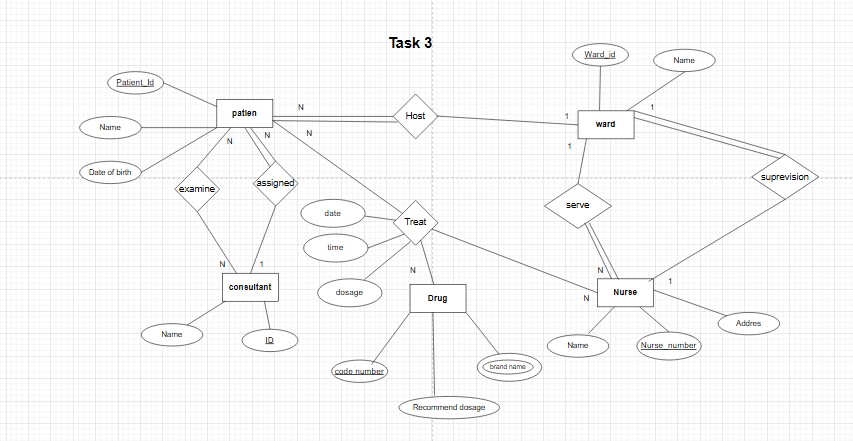 Task 3
Ward_id
Name
Patient_Id
N
Host
1
1
patien
ward
Name
N
N
N
1
Date of birth
suprevision
examine
assigned
serve
date
Treat
time
N
1
N
N
1
consultant
dosage
Drug
N
Nurse
Name
ID
Addres
Name
Nurse_number
code number
brand name
Recommend dosage